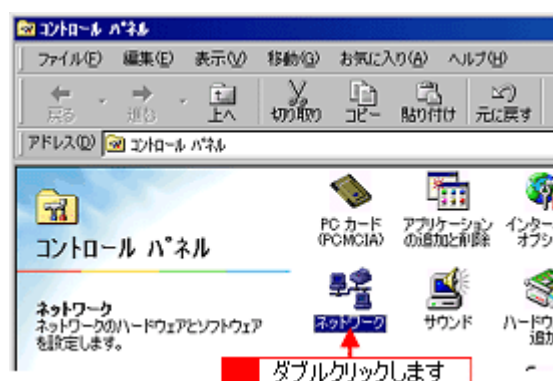 コントロール パネル
ファイル(F) 編集(E) 表示(V) 移動(G) お気に入り(A) ヘルプ(H)
戻る 進む 上へ 切り取り コピー 貼り付け 元に戻す
アドレス(D) コントロール パネル
コントロール パネル
ネットワーク
ネットワークのハードウェアとソフトウェア
を設定します。
PC カード
(PCMCIA)
アプリケーション
の追加と削除
ネットワーク
サウンド
ダブルクリックします